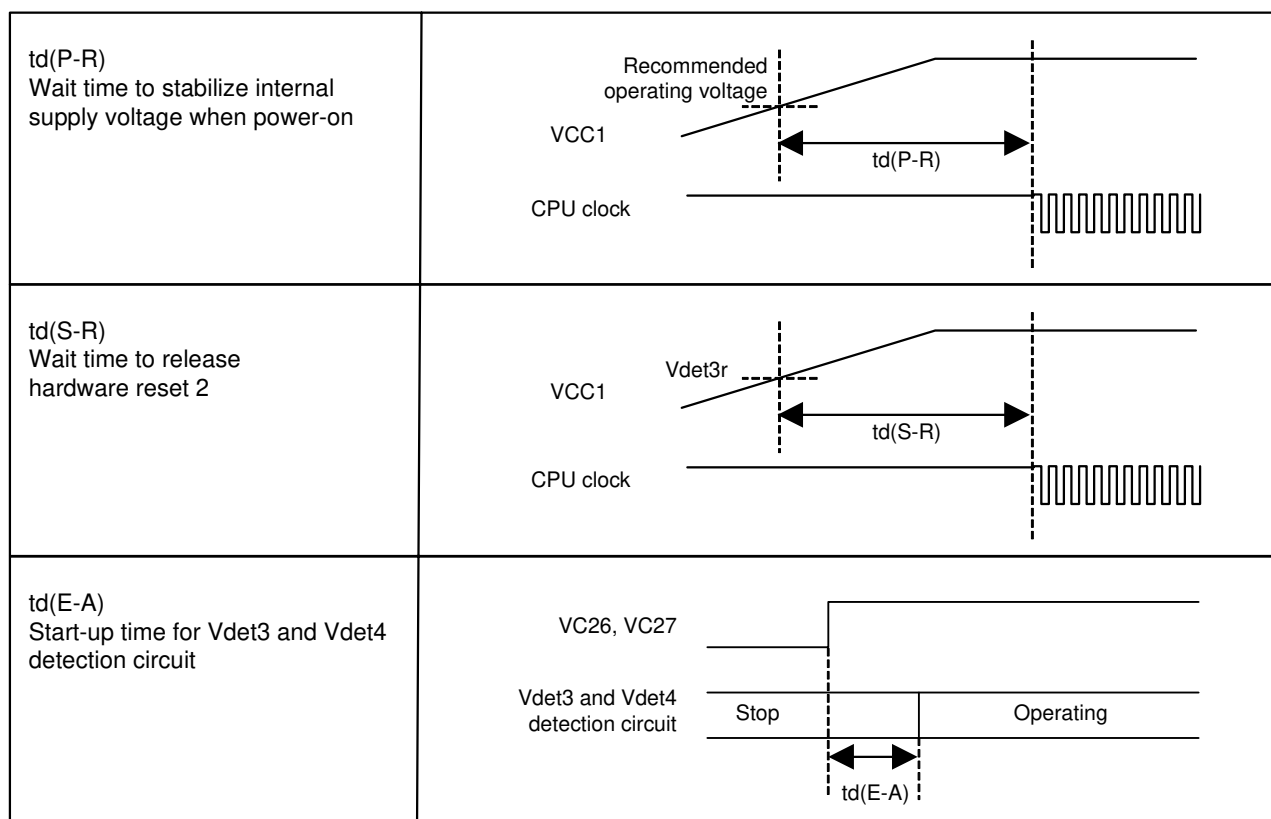 td(P-R)
Wait time to stabilize internal
supply voltage when power-on
Recommended
operating voltage
VCC1
td(P-R)
CPU clock
td(S-R)
Wait time to release
hardware reset 2
Vdet3r
VCC1
td(S-R)
CPU clock
td(E-A)
Start-up time for Vdet3 and Vdet4
detection circuit
VC26, VC27
Vdet3 and Vdet4
detection circuit
Stop
Operating
td(E-A)